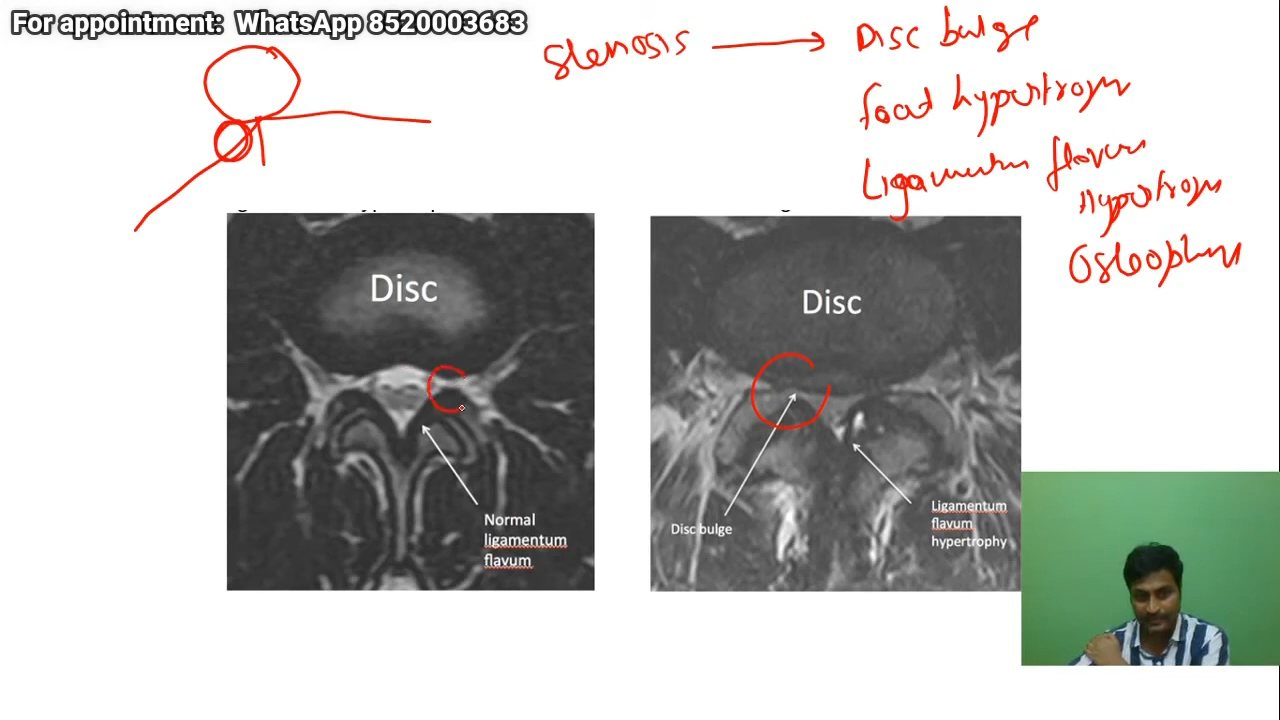 For appointment: WhatsApp 8520003683
Stenosis → Disc bulge
Facet hypertrophy
Ligamentum flavum
Hypertrophy
Osteophyte
Disc
Normal
ligamentum
flavum
Disc
Disc bulge
Ligamentum
flavum
hypertrophy